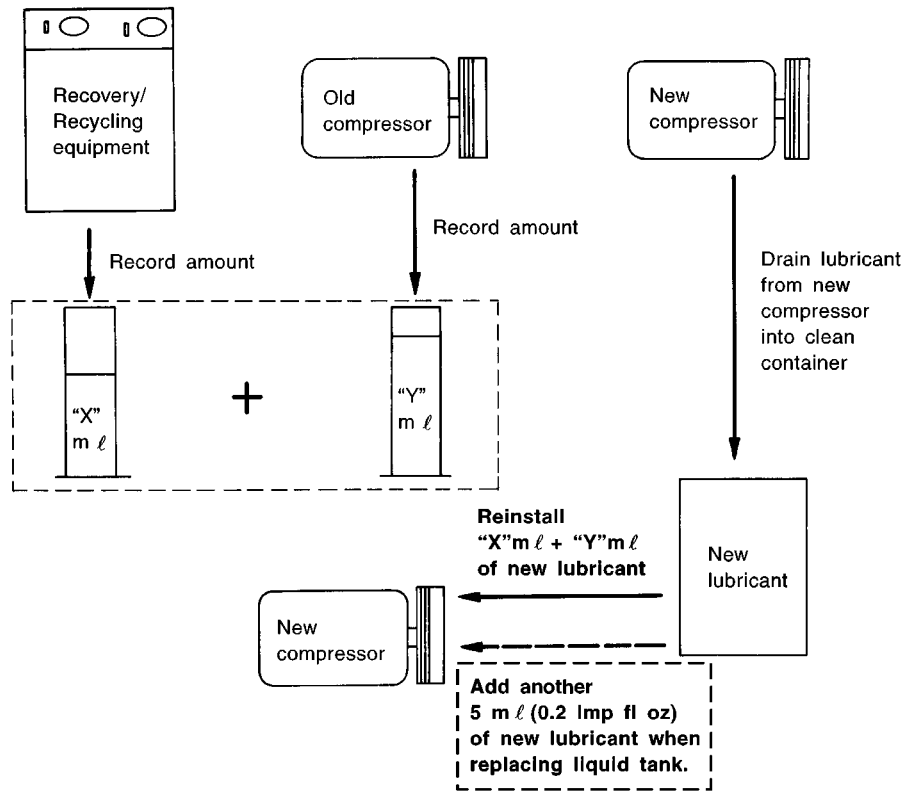 Recovery/
Recycling
equipment
Old
compressor
New
compressor
Record amount
Record amount
Drain lubricant
from new
compressor
into clean
container
“X”
m ℓ
+
“Y”
m ℓ
Reinstall
“X”m ℓ + “Y”m ℓ
of new lubricant
New
lubricant
New
compressor
Add another
5 m ℓ (0.2 Imp fl oz)
of new lubricant when
replacing liquid tank.